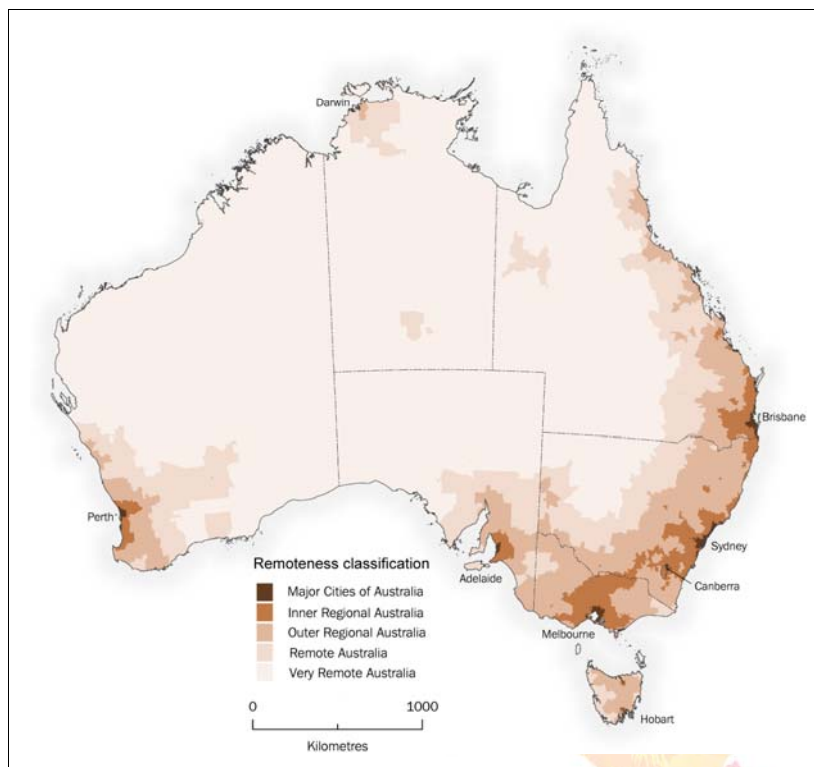 Darwin
Brisbane
Perth
Sydney
Adelaide
Canberra
Melbourne
Hobart
Remoteness classification
Major Cities of Australia
Inner Regional Australia
Outer Regional Australia
Remote Australia
Very Remote Australia
0 1000
Kilometres